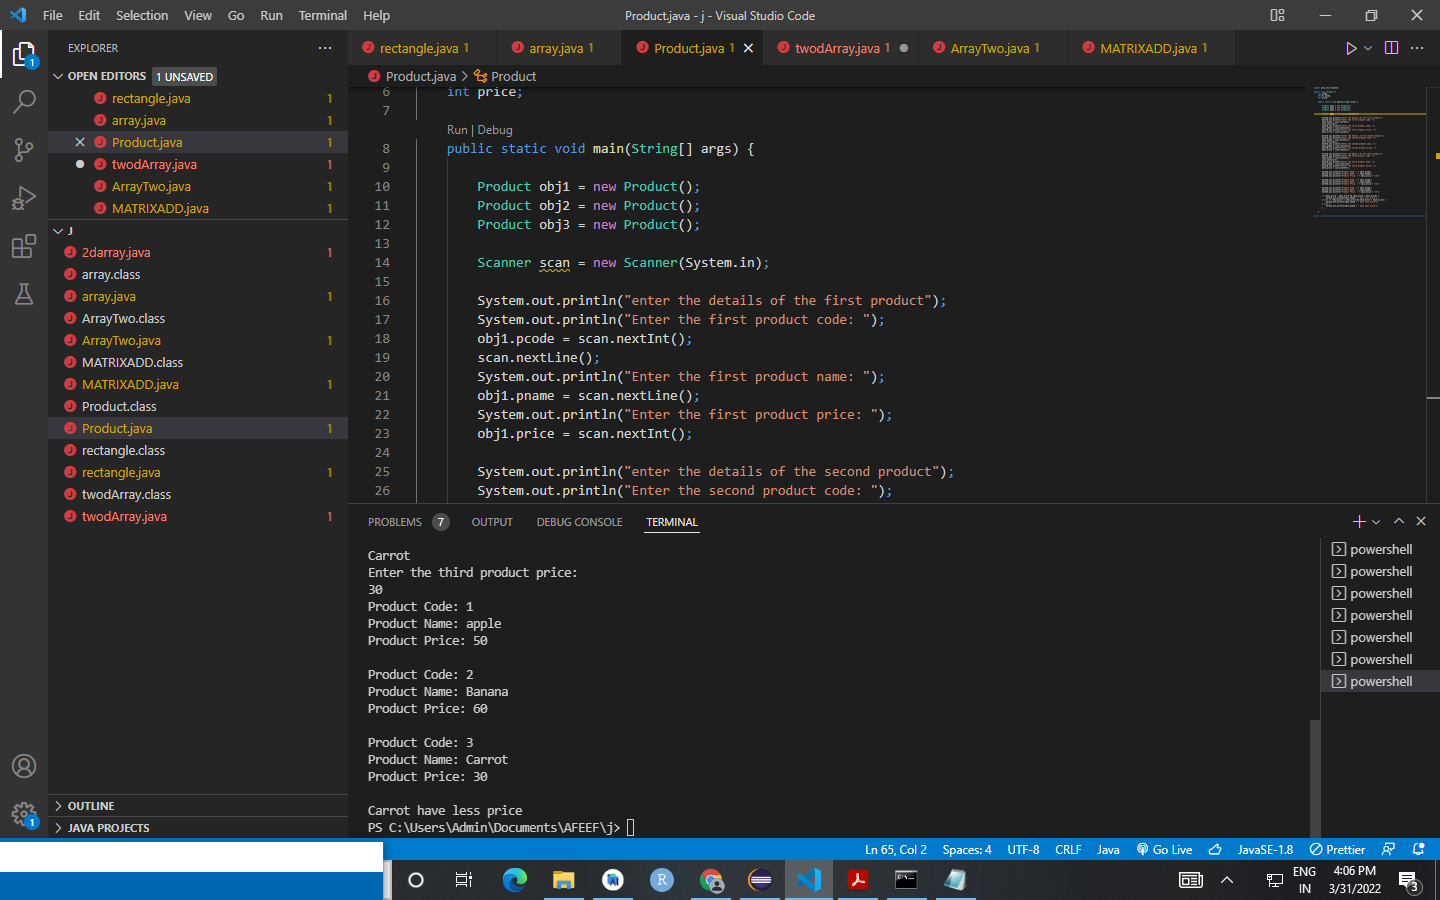 File Edit Selection View Go Run Terminal Help
Product.java - j - Visual Studio Code
EXPLORER
OPEN EDITORS 1 UNSAVED
rectangle.java 1
array.java 1
Product.java 1
twodArray.java 1
ArrayTwo.java 1
MATRIXADD.java 1
J
2darray.java 1
array.class
array.java 1
ArrayTwo.class
ArrayTwo.java 1
MATRIXADD.class
MATRIXADD.java 1
Product.class
Product.java 1
rectangle.class
rectangle.java 1
twodArray.class
twodArray.java 1
OUTLINE
JAVA PROJECTS
1
1
rectangle.java 1 array.java 1 Product.java 1 twodArray.java 1 ArrayTwo.java 1 MATRIXADD.java 1
Product.java > Product
6 int price;
7
Run | Debug
8 public static void main(String[] args) {
9
10 Product obj1 = new Product();
11 Product obj2 = new Product();
12 Product obj3 = new Product();
13
14 Scanner scan = new Scanner(System.in);
15
16 System.out.println("enter the details of the first product");
17 System.out.println("Enter the first product code: ");
18 obj1.pcode = scan.nextInt();
19 scan.nextLine();
20 System.out.println("Enter the first product name: ");
21 obj1.pname = scan.nextLine();
22 System.out.println("Enter the first product price: ");
23 obj1.price = scan.nextInt();
24
25 System.out.println("enter the details of the second product");
26 System.out.println("Enter the second product code: ");
PROBLEMS 7 OUTPUT DEBUG CONSOLE TERMINAL
Carrot
Enter the third product price:
30
Product Code: 1
Product Name: apple
Product Price: 50
Product Code: 2
Product Name: Banana
Product Price: 60
Product Code: 3
Product Name: Carrot
Product Price: 30
Carrot have less price
PS C:\Users\Admin\Documents\AFEEF\j>
powershell
powershell
powershell
powershell
powershell
powershell
powershell
Ln 65, Col 2 Spaces: 4 UTF-8 CRLF Java Go Live JavaSE-1.8 Prettier
R
ENG
IN
4:06 PM
3/31/2022
3